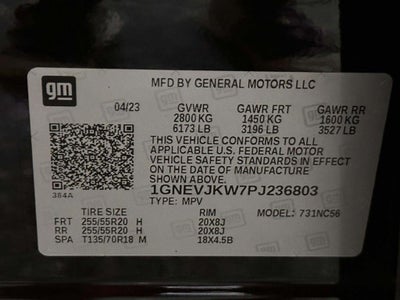 gm
MFD BY GENERAL MOTORS LLC
04/23 GVWR GAWR FRT GAWR RR
2800 KG 1450 KG 1600 KG
6173 LB 3196 LB 3527 LB
THIS VEHICLE CONFORMS TO ALL
APPLICABLE U.S. FEDERAL MOTOR
VEHICLE SAFETY STANDARDS IN EFFECT
ON THE DATE OF MANUFACTURE SHOWN ABOVE.
384A
1GNEVJKW7PJ236803
TYPE: MPV
TIRE SIZE RIM MODEL: 731NC56
FRT 255/55R20 H 20X8J
RR 255/55R20 H 20X8J
SPA T135/70R18 M 18X4.5B